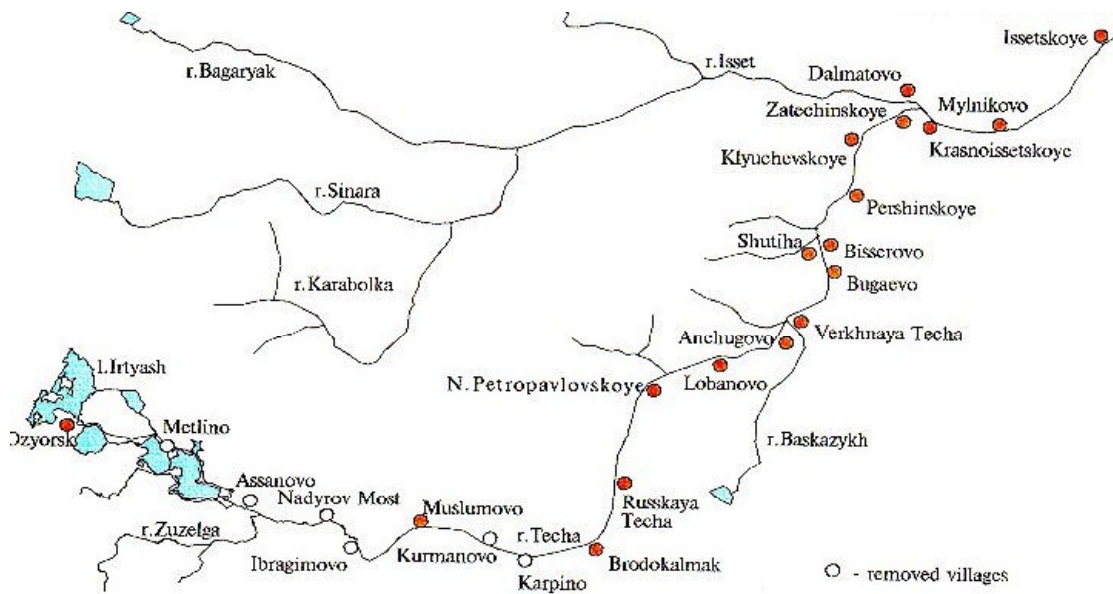 Issetskoye
r.Isset
r.Bagaryak
Dalmatovo
Mylnikovo
Zatechinskoye
Krasnoissetskoye
Klyuchevskoye
r.Sinara
Pershinskoye
Shutiha
Bisserovo
r.Karabolka
Bugaevo
Anchugovo
Verkhnaya Techa
l.Irtyash
N. Petropavlovskoye
Lobanovo
Ozyorsk
Metlino
r.Baskazykh
Assanovo
Nadyrov Most
Muslumovo
Russkaya
Techa
r.Zuzelga
r.Techa
Ibragimovo
Kurmanovo
Brodokalmak
Karpino
- removed villages